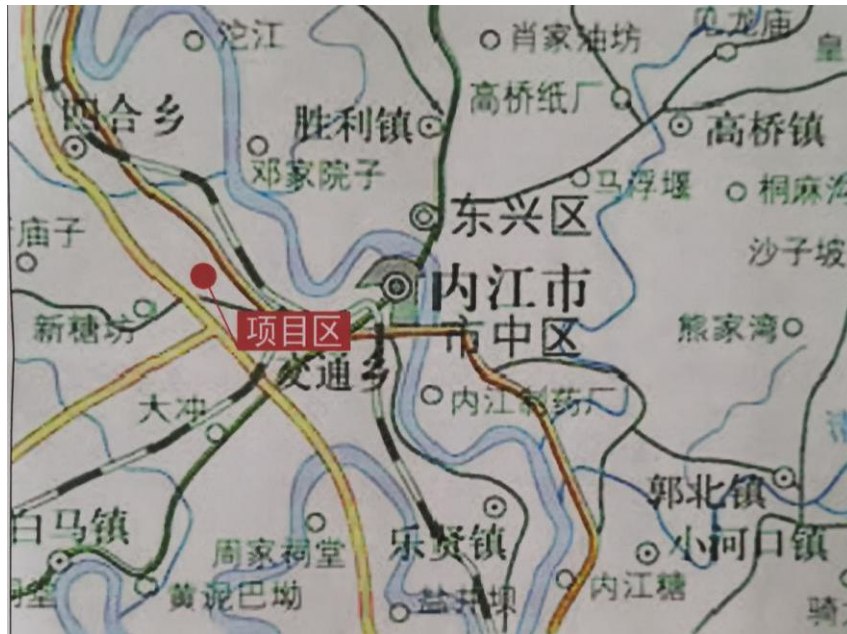 沱江
肖家油坊
见龙庙
皇
高桥纸厂
四合乡
胜利镇
高桥镇
邓家院子
马浮堰
桐麻沟
东兴区
庙子
沙子坡
内江市
新糖坊
项目区
市中区
熊家湾
交通乡
大冲
内江制药厂
郭北镇
白马镇
周家祠堂
乐贤镇
小河口镇
黄泥巴坳
盐井坝
内江糖